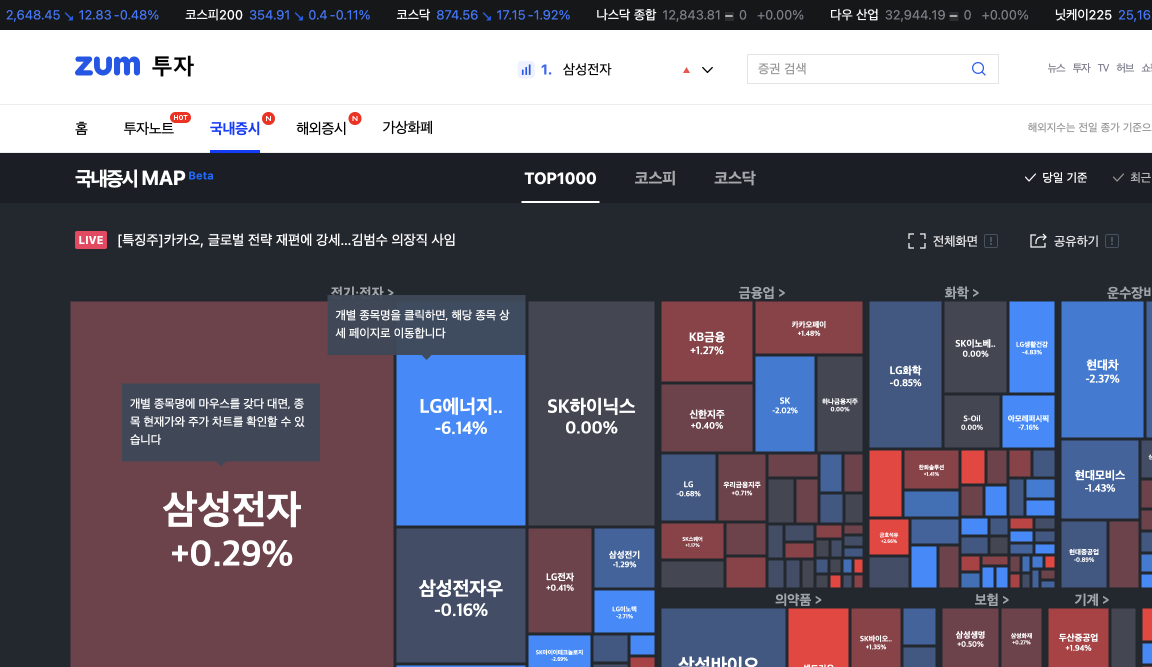 2,648.45 ↘ 12.83 -0.48% 코스피200 354.91 ↘ 0.4 -0.11% 코스닥 874.56 ↘ 17.15 -1.92% 나스닥 종합 12,843.81 0 +0.00% 다우 산업 32,944.19 0 +0.00% 닛케이225 25,16
zum 투자
1. 삼성전자
증권 검색
뉴스 투자 TV 허브 쇼핑
홈 투자노트 HOT 국내증시 N 해외증시 N 가상화폐
해외지수는 전일 종가 기준으
국내증시 MAP Beta
TOP1000 코스피 코스닥
당일 기준 최근
LIVE [특징주]카카오, 글로벌 전략 재편에 강세...김범수 의장직 사임
전체화면 ! 공유하기 !
전기·전자 > 금융업 > 화학 > 운수장비
개별 종목명을 클릭하면, 해당 종목 상
세 페이지로 이동합니다
개별 종목명에 마우스를 갖다 대면, 종
목 현재가와 주가 차트를 확인할 수 있
습니다
삼성전자
+0.29%
LG에너지..
-6.14%
SK하이닉스
0.00%
삼성전자우
-0.16%
LG전자
+0.41%
삼성전기
-1.29%
LG이노텍
-2.71%
SK아이이테크놀로지
-2.69%
KB금융
+1.27%
카카오페이
+1.48%
신한지주
+0.40%
SK
-2.02%
하나금융지주
0.00%
LG
-0.68%
우리금융지주
+0.71%
SK스퀘어
+1.17%
LG화학
-0.85%
SK이노베..
0.00%
LG생활건강
-4.83%
S-Oil
0.00%
아모레퍼시픽
-7.16%
한화솔루션
+1.41%
금호석유
+2.66%
현대차
-2.37%
현대모비스
-1.43%
현대중공업
-0.89%
의약품 > 보험 > 기계 >
삼성바이오
셀트리온
SK바이오..
+1.35%
삼성생명
+0.50%
삼성화재
+0.27%
두산중공업
+1.94%